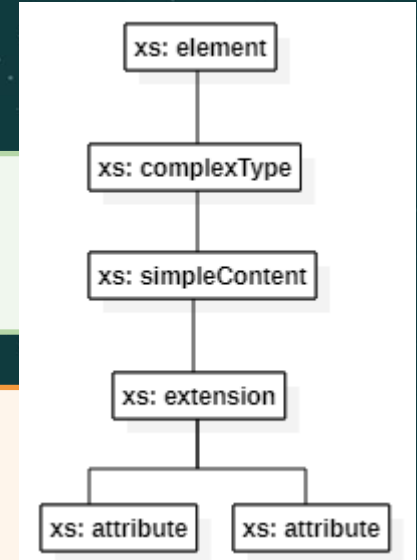 xs: element
xs: complexType
xs: simpleContent
xs: extension
xs: attribute
xs: attribute